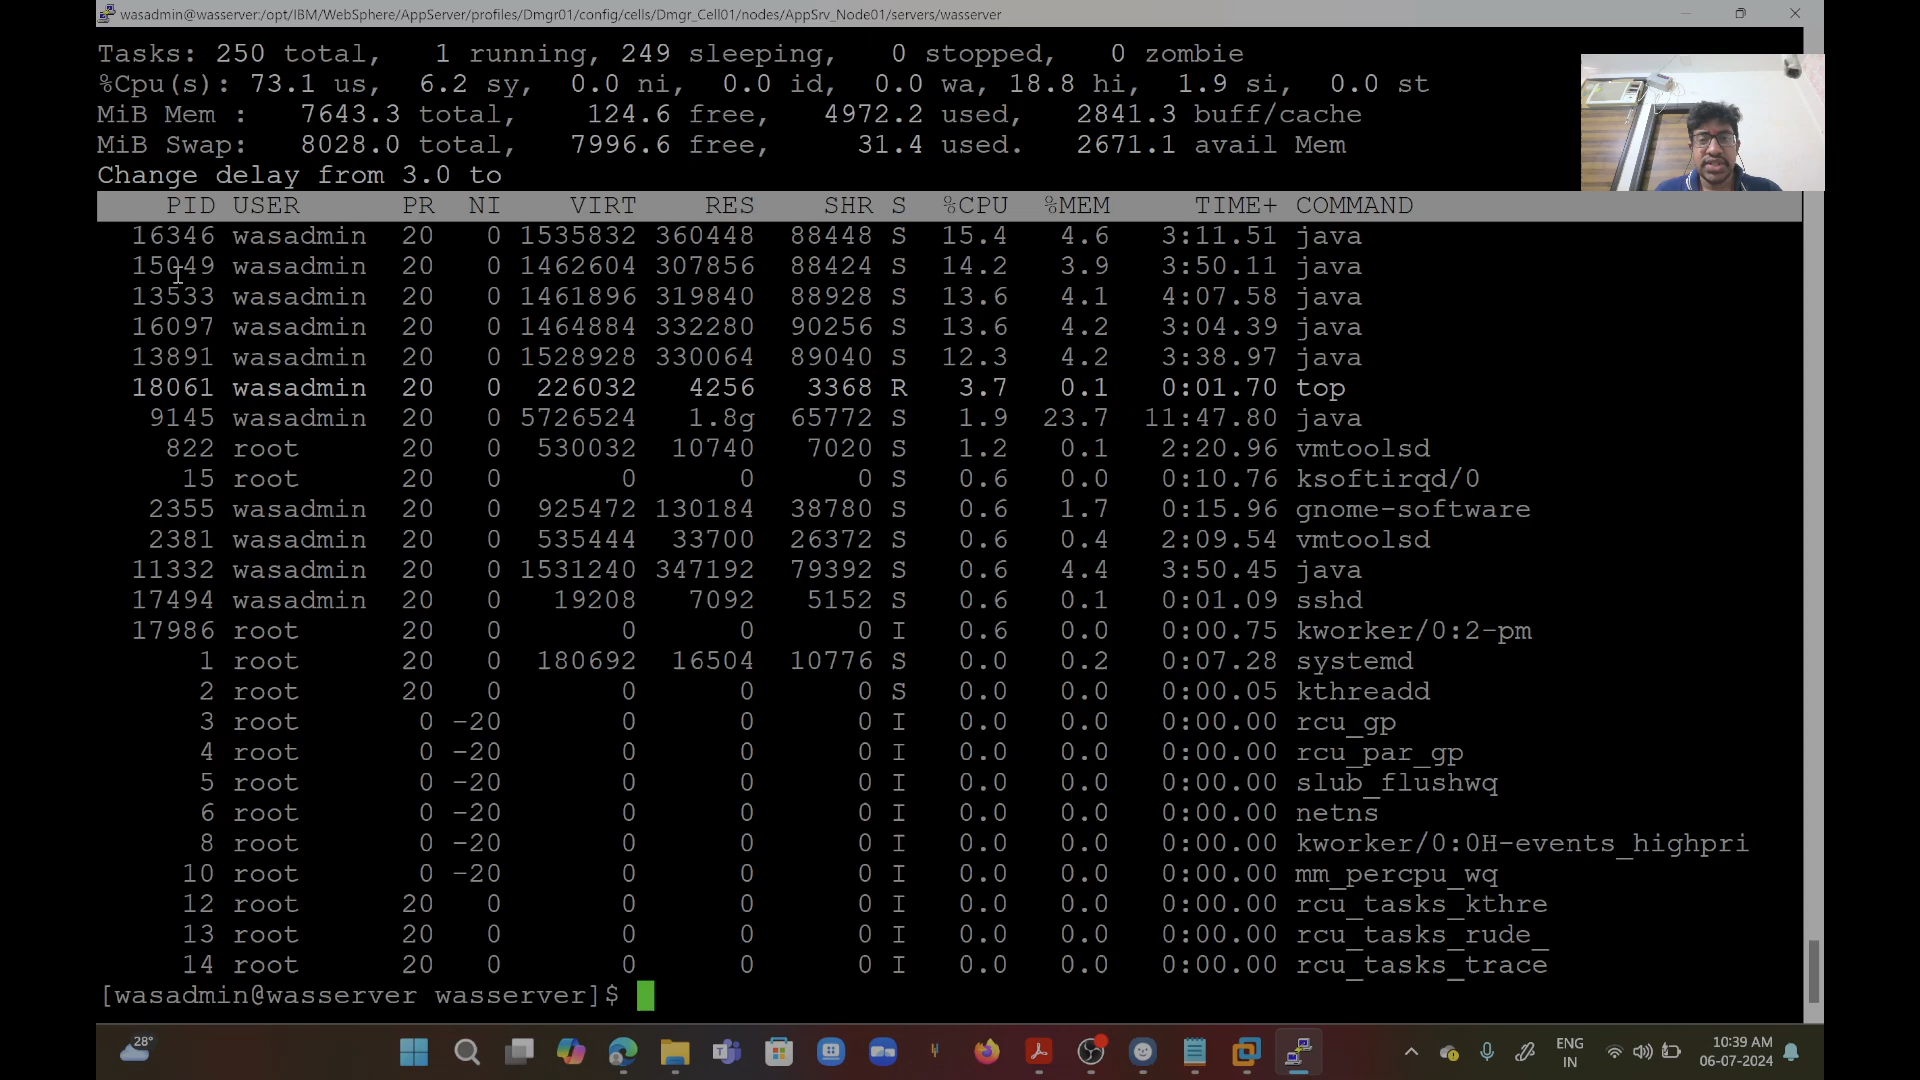 wasadmin@wasserver:/opt/IBM/WebSphere/AppServer/profiles/Dmgr01/config/cells/Dmgr_Cell01/nodes/AppSrv_Node01/servers/wasserver
Tasks: 250 total, 1 running, 249 sleeping, 0 stopped, 0 zombie
%Cpu(s): 73.1 us, 6.2 sy, 0.0 ni, 0.0 id, 0.0 wa, 18.8 hi, 1.9 si, 0.0 st
MiB Mem : 7643.3 total, 124.6 free, 4972.2 used, 2841.3 buff/cache
MiB Swap: 8028.0 total, 7996.6 free, 31.4 used. 2671.1 avail Mem
Change delay from 3.0 to
PID USER PR NI VIRT RES SHR S %CPU %MEM TIME+ COMMAND
16346 wasadmin 20 0 1535832 360448 88448 S 15.4 4.6 3:11.51 java
15049 wasadmin 20 0 1462604 307856 88424 S 14.2 3.9 3:50.11 java
13533 wasadmin 20 0 1461896 319840 88928 S 13.6 4.1 4:07.58 java
16097 wasadmin 20 0 1464884 332280 90256 S 13.6 4.2 3:04.39 java
13891 wasadmin 20 0 1528928 330064 89040 S 12.3 4.2 3:38.97 java
18061 wasadmin 20 0 226032 4256 3368 R 3.7 0.1 0:01.70 top
9145 wasadmin 20 0 5726524 1.8g 65772 S 1.9 23.7 11:47.80 java
822 root 20 0 530032 10740 7020 S 1.2 0.1 2:20.96 vmtoolsd
15 root 20 0 0 0 0 S 0.6 0.0 0:10.76 ksoftirqd/0
2355 wasadmin 20 0 925472 130184 38780 S 0.6 1.7 0:15.96 gnome-software
2381 wasadmin 20 0 535444 33700 26372 S 0.6 0.4 2:09.54 vmtoolsd
11332 wasadmin 20 0 1531240 347192 79392 S 0.6 4.4 3:50.45 java
17494 wasadmin 20 0 19208 7092 5152 S 0.6 0.1 0:01.09 sshd
17986 root 20 0 0 0 0 I 0.6 0.0 0:00.75 kworker/0:2-pm
1 root 20 0 180692 16504 10776 S 0.0 0.2 0:07.28 systemd
2 root 20 0 0 0 0 S 0.0 0.0 0:00.05 kthreadd
3 root 0 -20 0 0 0 I 0.0 0.0 0:00.00 rcu_gp
4 root 0 -20 0 0 0 I 0.0 0.0 0:00.00 rcu_par_gp
5 root 0 -20 0 0 0 I 0.0 0.0 0:00.00 slub_flushwq
6 root 0 -20 0 0 0 I 0.0 0.0 0:00.00 netns
8 root 0 -20 0 0 0 I 0.0 0.0 0:00.00 kworker/0:0H-events_highpri
10 root 0 -20 0 0 0 I 0.0 0.0 0:00.00 mm_percpu_wq
12 root 20 0 0 0 0 I 0.0 0.0 0:00.00 rcu_tasks_kthre
13 root 20 0 0 0 0 I 0.0 0.0 0:00.00 rcu_tasks_rude_
14 root 20 0 0 0 0 I 0.0 0.0 0:00.00 rcu_tasks_trace
[wasadmin@wasserver wasserver]$
28°
ENG
IN
10:39 AM
06-07-2024